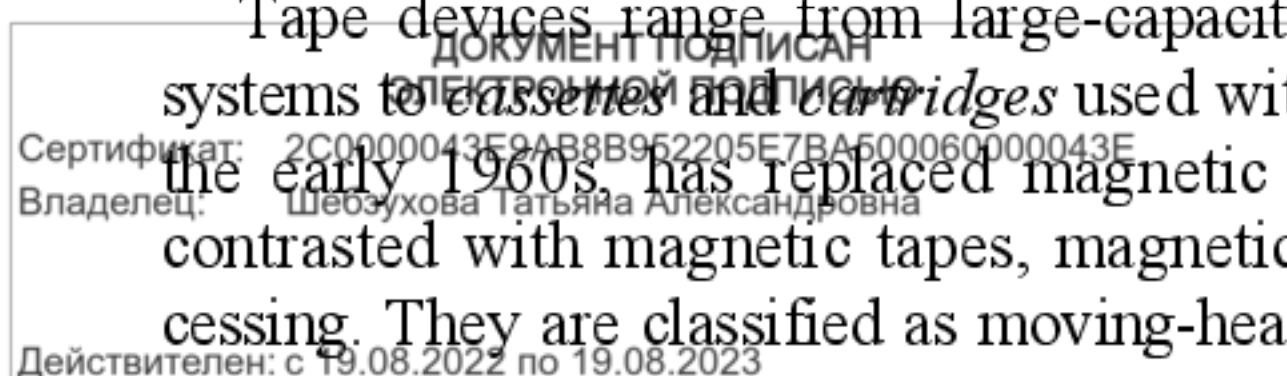 Tape devices range from large-capacit
ДОКУМЕНТ ПОДПИСАН
ЭЛЕКТРОННОЙ ПОДПИСЬЮ
systems to cassettes and cartridges used wi
Сертификат: 2C0000043E9AB8B952205E7BA500060000043E
the early 1960s, has replaced magnetic
Владелец: Шебзухова Татьяна Александровна
contrasted with magnetic tapes, magnetic
cessing. They are classified as moving-hea
Действителен: с 19.08.2022 по 19.08.2023